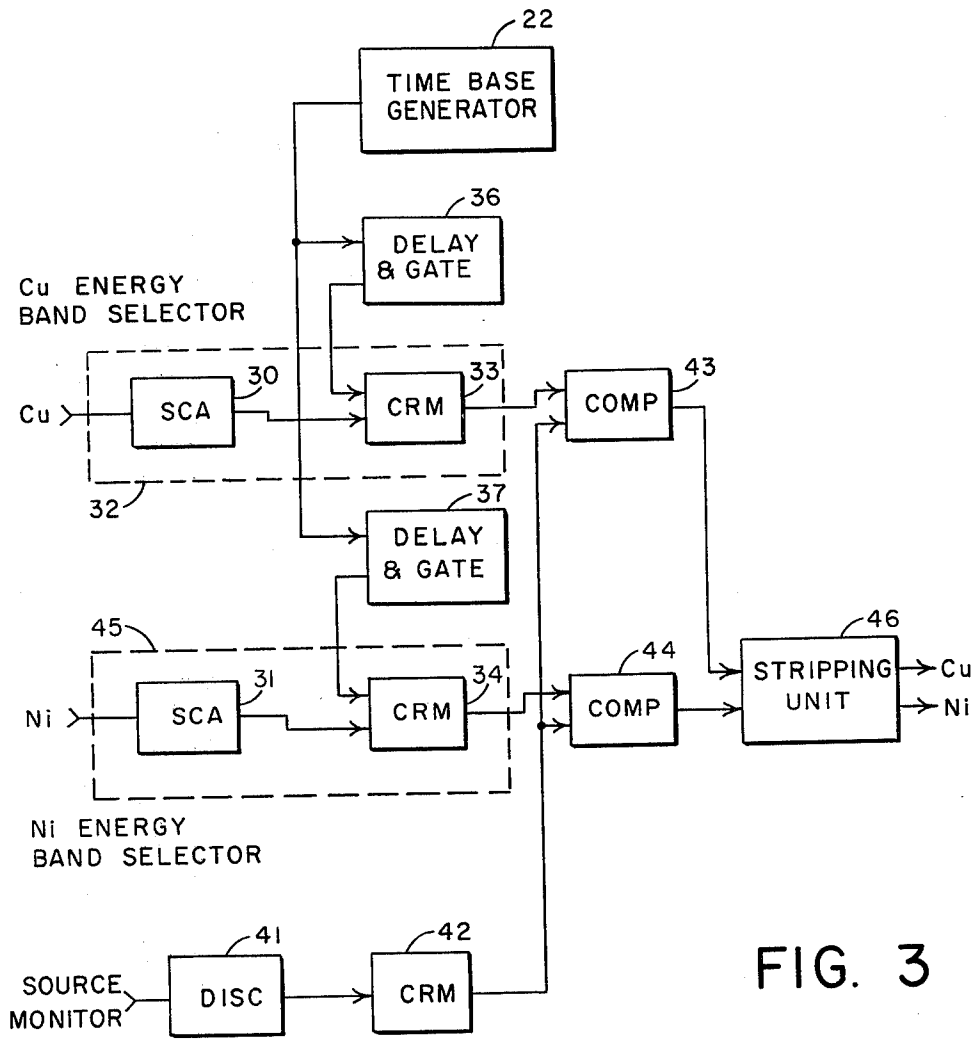 22
TIME BASE
GENERATOR
36
DELAY
& GATE
Cu ENERGY
BAND SELECTOR
30
33
43
Cu
SCA
CRM
COMP
32
37
DELAY
& GATE
45
46
31
34
44
STRIPPING
UNIT
Cu
Ni
Ni
SCA
CRM
COMP
Ni ENERGY
BAND SELECTOR
41
42
SOURCE
MONITOR
DISC
CRM
FIG. 3